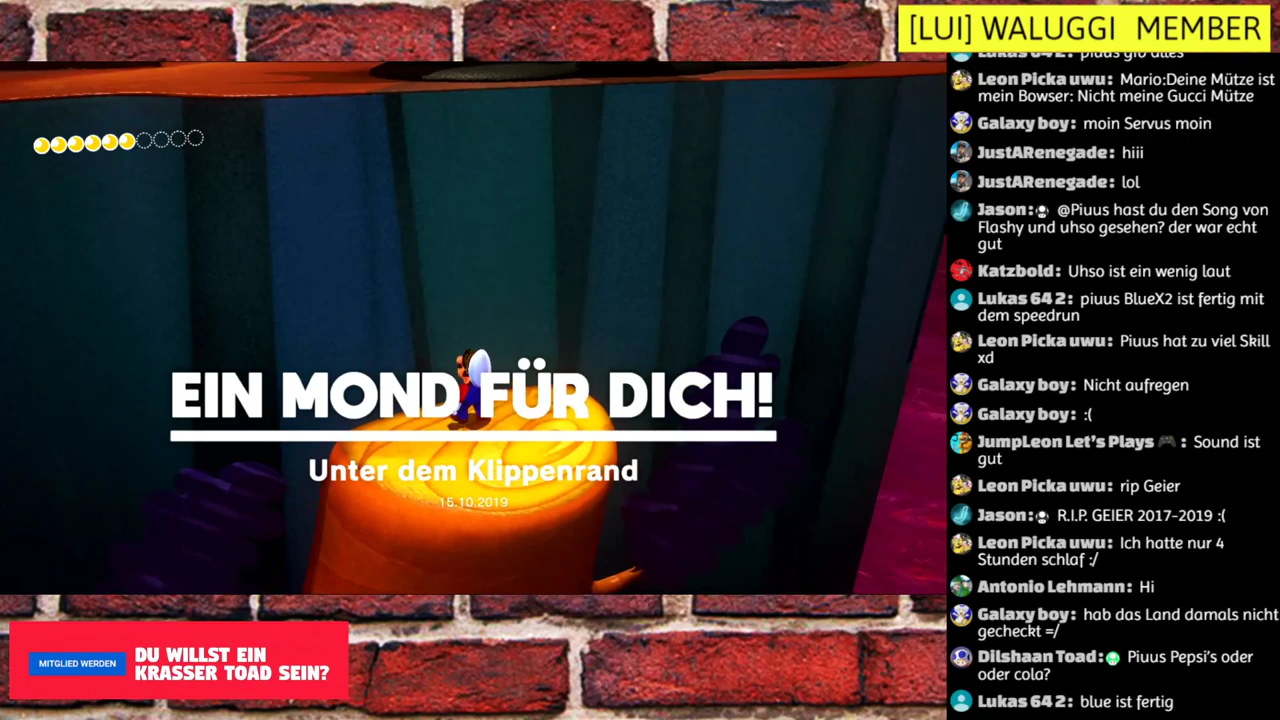 [LUI] WALUGGI MEMBER
EIN MOND FÜR DICH!
Unter dem Klippenrand
15.10.2019
MITGLIED WERDEN
DU WILLST EIN
KRASSER TOAD SEIN?
Lukas 64 2: piuus gib alles
Leon Picka uwu: Mario:Deine Mütze ist
mein Bowser: Nicht meine Gucci Mütze
Galaxy boy: moin Servus moin
JustARenegade: hiii
JustARenegade: lol
Jason: @Piuus hast du den Song von
Flashy und uhso gesehen? der war echt
gut
Katzbold: Uhso ist ein wenig laut
Lukas 64 2: piuus BlueX2 ist fertig mit
dem speedrun
Leon Picka uwu: Piuus hat zu viel Skill
xd
Galaxy boy: Nicht aufregen
Galaxy boy: :(
JumpLeon Let's Plays 🎮 : Sound ist
gut
Leon Picka uwu: rip Geier
Jason: R.I.P. GEIER 2017-2019 :(
Leon Picka uwu: Ich hatte nur 4
Stunden schlaf :/
Antonio Lehmann: Hi
Galaxy boy: hab das Land damals nicht
gecheckt =/
Dilshaan Toad: Piuus Pepsi's oder
oder cola?
Lukas 64 2: blue ist fertig